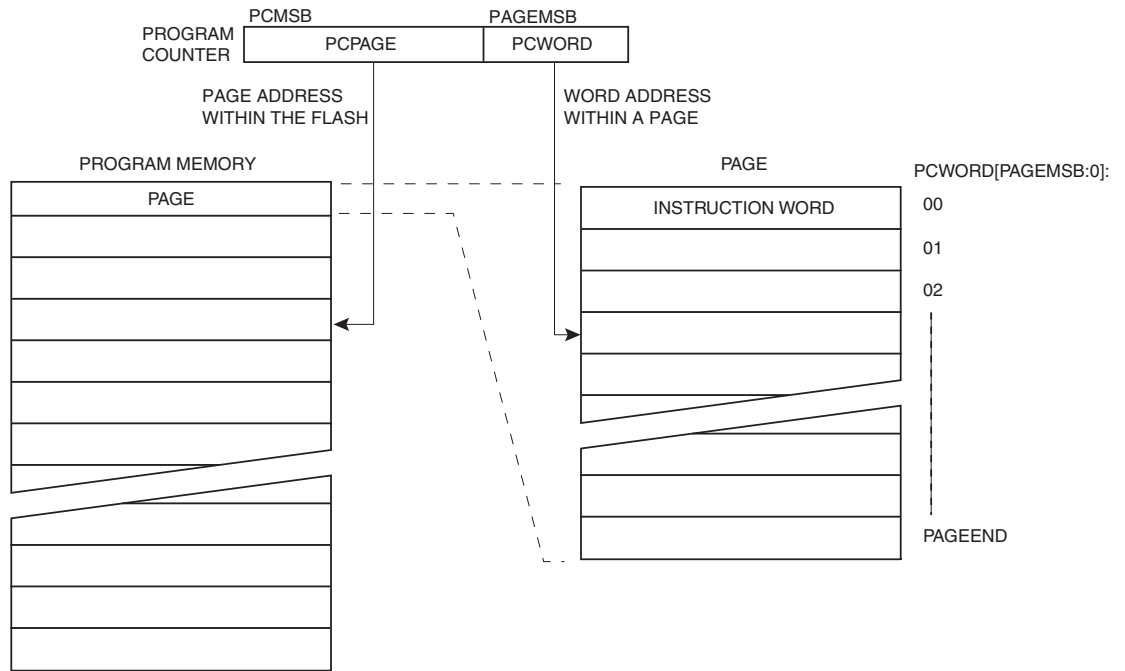 PCMSB
PAGEMSB
PROGRAM
COUNTER
PCPAGE
PCWORD
PAGE ADDRESS
WITHIN THE FLASH
WORD ADDRESS
WITHIN A PAGE
PROGRAM MEMORY
PAGE
PAGE
PCWORD[PAGEMSB:0]:
INSTRUCTION WORD
00
01
02
PAGEEND